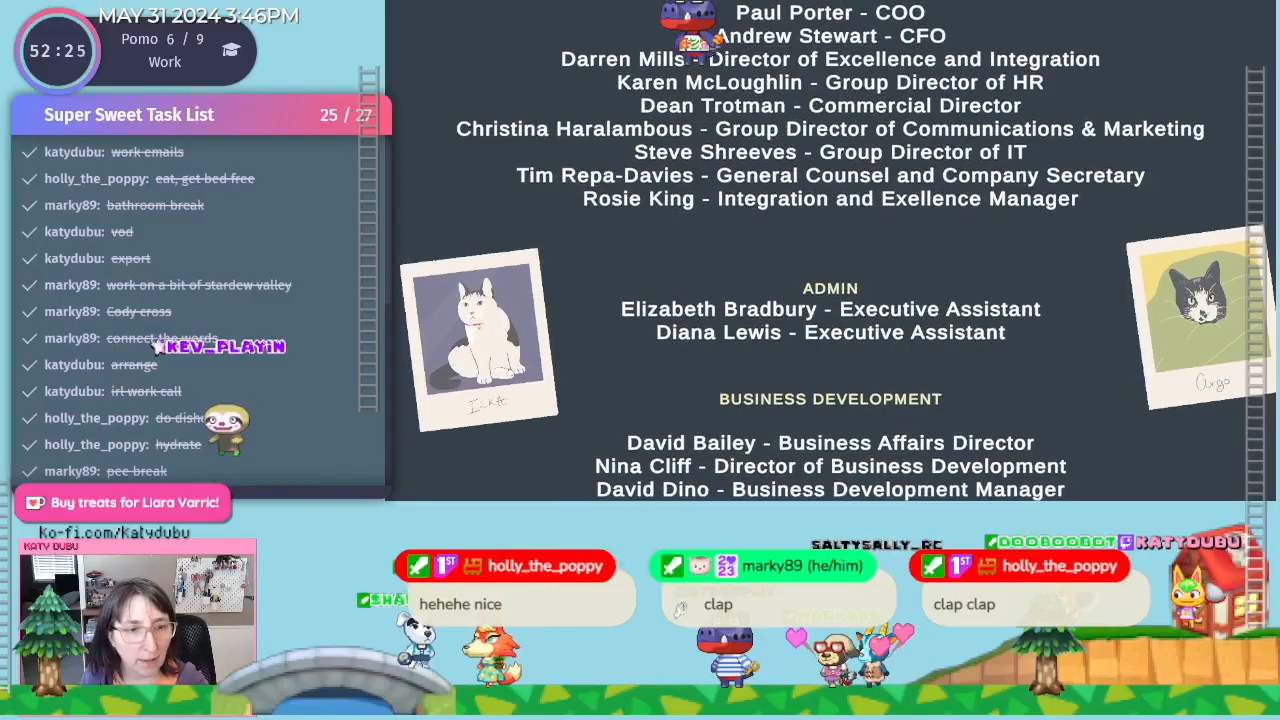 MAY 31 2024 3:46PM
52:25
Pomo 6 / 9
Work
Super Sweet Task List 25 / 27
katydubu: work emails
holly_the_poppy: eat, get bed free
marky89: bathroom break
katydubu: vod
katydubu: export
marky89: work on a bit of stardew valley
marky89: Cody cross
marky89: connect the words
KEV_PLAYIN
katydubu: arrange
katydubu: irl work call
holly_the_poppy: do dish
holly_the_poppy: hydrate
marky89: pee break
Buy treats for Liara Varric!
Ko-fi.com/Katydubu
KATY DUBU
Paul Porter - COO
Andrew Stewart - CFO
Darren Mills - Director of Excellence and Integration
Karen McLoughlin - Group Director of HR
Dean Trotman - Commercial Director
Christina Haralambous - Group Director of Communications & Marketing
Steve Shreeves - Group Director of IT
Tim Repa-Davies - General Counsel and Company Secretary
Rosie King - Integration and Exellence Manager
ADMIN
Elizabeth Bradbury - Executive Assistant
Diana Lewis - Executive Assistant
BUSINESS DEVELOPMENT
David Bailey - Business Affairs Director
Nina Cliff - Director of Business Development
David Dino - Business Development Manager
Argo
SALTYSALLY_RC
DOOBOOBOT
KATYDUBU
1ST holly_the_poppy
hehehe nice
2023 marky89 (he/him)
clap
1ST holly_the_poppy
clap clap